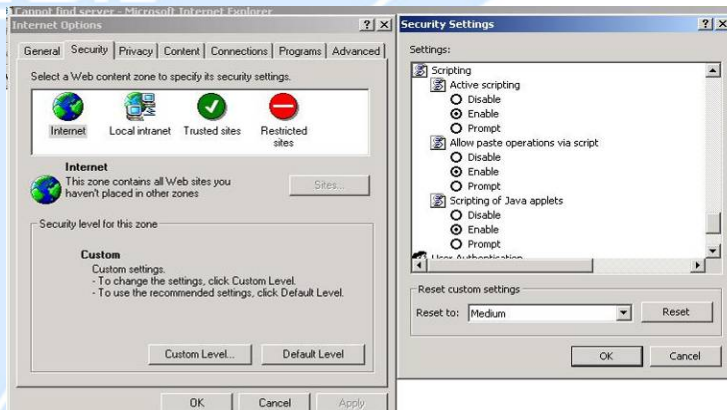 Cannot find server - Microsoft Internet Explorer
Internet Options
General Security Privacy Content Connections Programs Advanced
Select a Web content zone to specify its security settings.
Internet Local intranet Trusted sites Restricted sites
Internet
This zone contains all Web sites you
haven't placed in other zones
Sites...
Security level for this zone
Custom
Custom settings.
- To change the settings, click Custom Level.
- To use the recommended settings, click Default Level.
Custom Level... Default Level
OK Cancel Apply
Security Settings
Settings:
Scripting
Active scripting
Disable
Enable
Prompt
Allow paste operations via script
Disable
Enable
Prompt
Scripting of Java applets
Disable
Enable
Prompt
User Authentication
Reset custom settings
Reset to: Medium Reset
OK Cancel